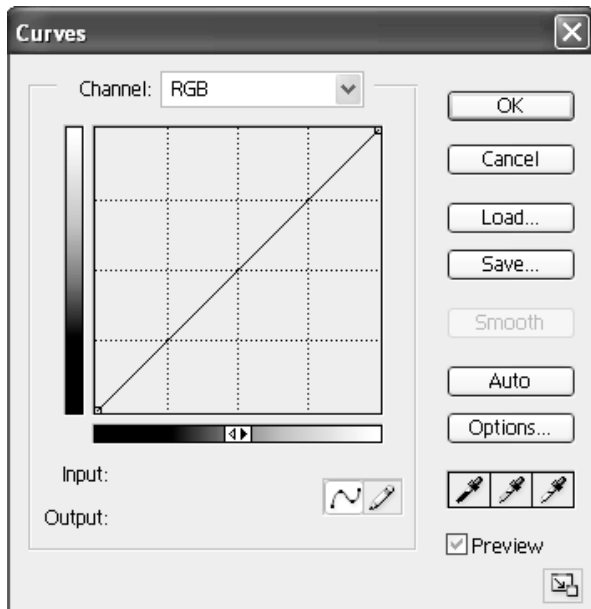 Curves
Channel: RGB
OK
Cancel
Load...
Save...
Smooth
Auto
Options...
Input:
Output:
Preview